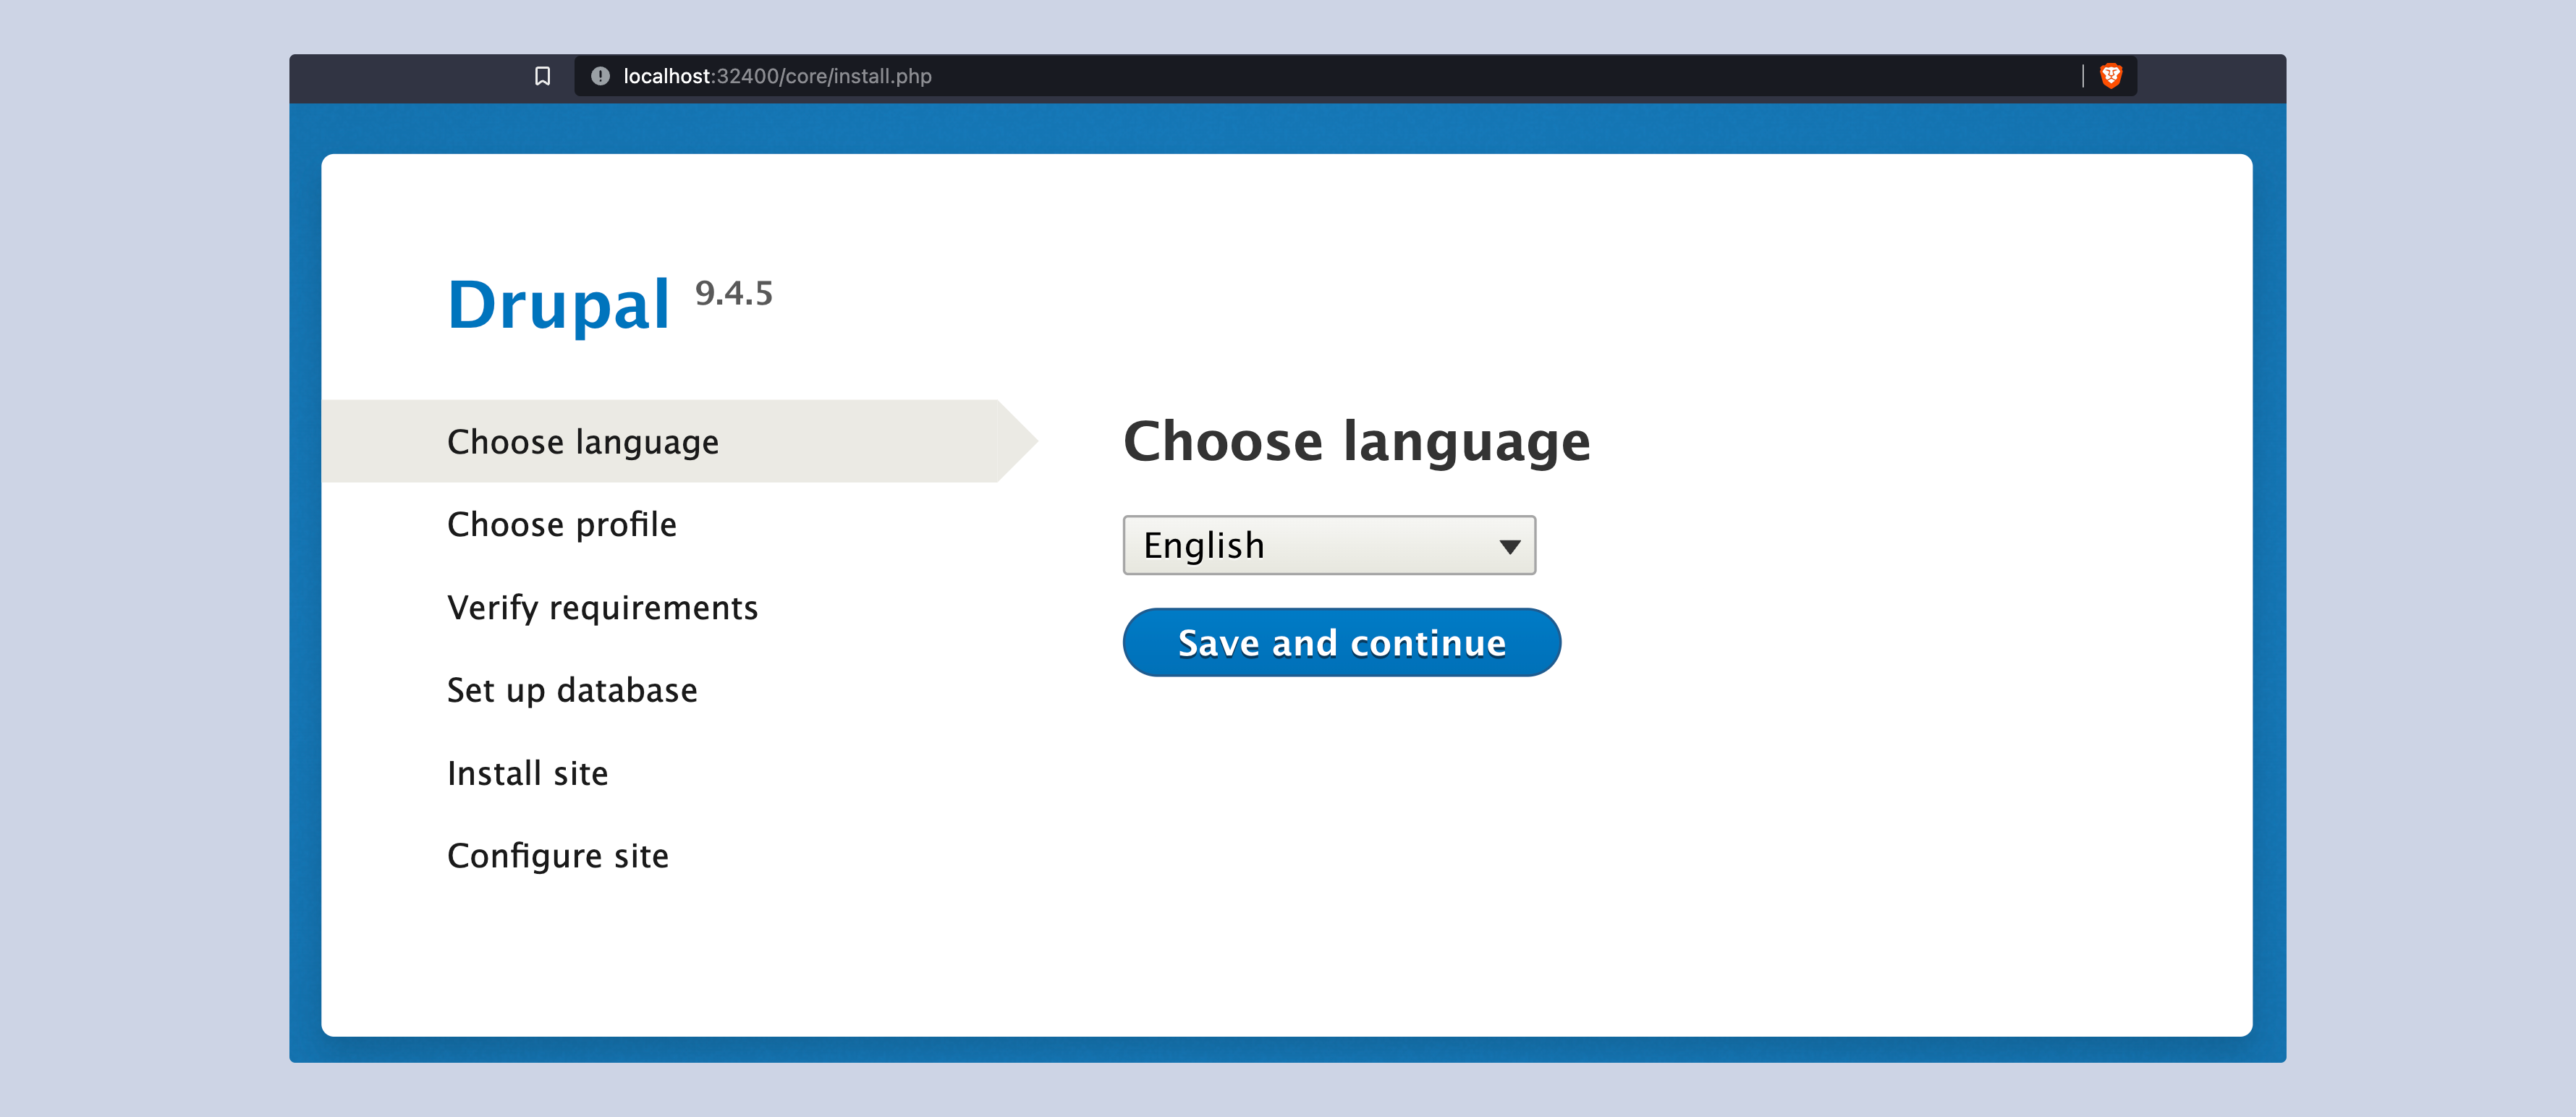 localhost:32400/core/install.php
Drupal 9.4.5
Choose language
Choose profile
Verify requirements
Set up database
Install site
Configure site
Choose language
English
Save and continue